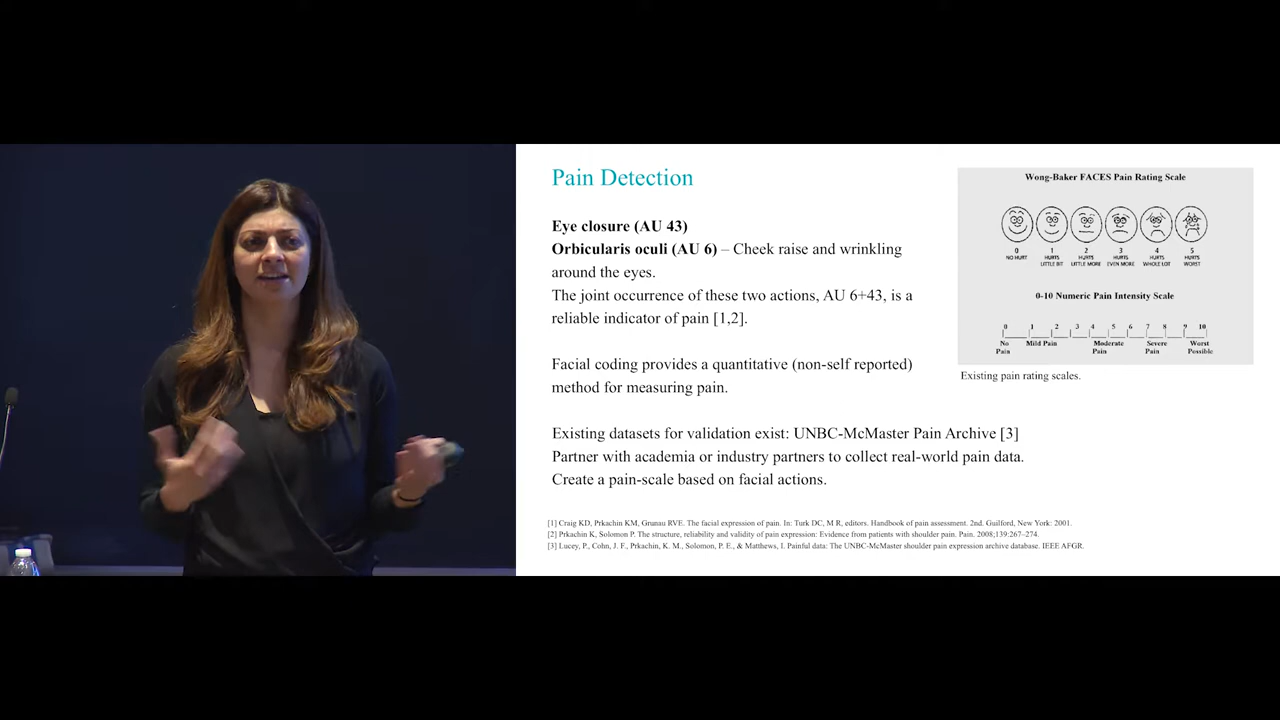 Pain Detection
Eye closure (AU 43)
Orbicularis oculi (AU 6) – Cheek raise and wrinkling
around the eyes.
The joint occurrence of these two actions, AU 6+43, is a
reliable indicator of pain [1,2].
Facial coding provides a quantitative (non-self reported)
method for measuring pain.
Existing datasets for validation exist: UNBC-McMaster Pain Archive [3]
Partner with academia or industry partners to collect real-world pain data.
Create a pain-scale based on facial actions.
Wong-Baker FACES Pain Rating Scale
0 1 2 3 4 5
NO HURT HURTS HURTS HURTS HURTS HURTS
LITTLE BIT LITTLE MORE EVEN MORE WHOLE LOT WORST
0-10 Numeric Pain Intensity Scale
0 1 2 3 4 5 6 7 8 9 10
No Mild Pain Moderate Severe Worst
Pain Pain Pain Possible
Existing pain rating scales.
[1] Craig KD, Prkachin KM, Grunau RVE. The facial expression of pain. In: Turk DC, M R, editors. Handbook of pain assessment. 2nd. Guilford, New York: 2001.
[2] Prkachin K, Solomon P. The structure, reliability and validity of pain expression: Evidence from patients with shoulder pain. Pain. 2008;139:267–274.
[3] Lucey, P., Cohn, J. F., Prkachin, K. M., Solomon, P. E., & Matthews, I. Painful data: The UNBC-McMaster shoulder pain expression archive database. IEEE AFGR.